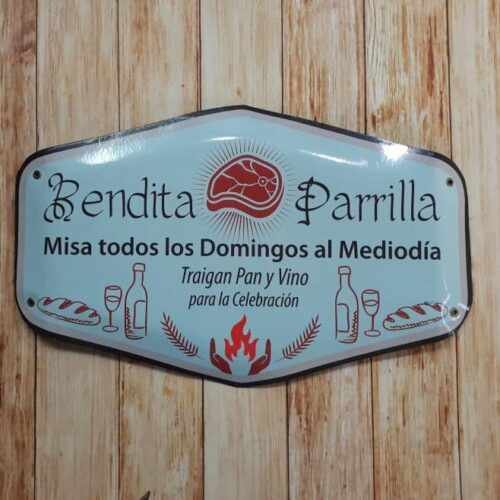 Bendita Parrilla
Misa todos los Domingos al Mediodía
Traigan Pan y Vino
para la Celebración